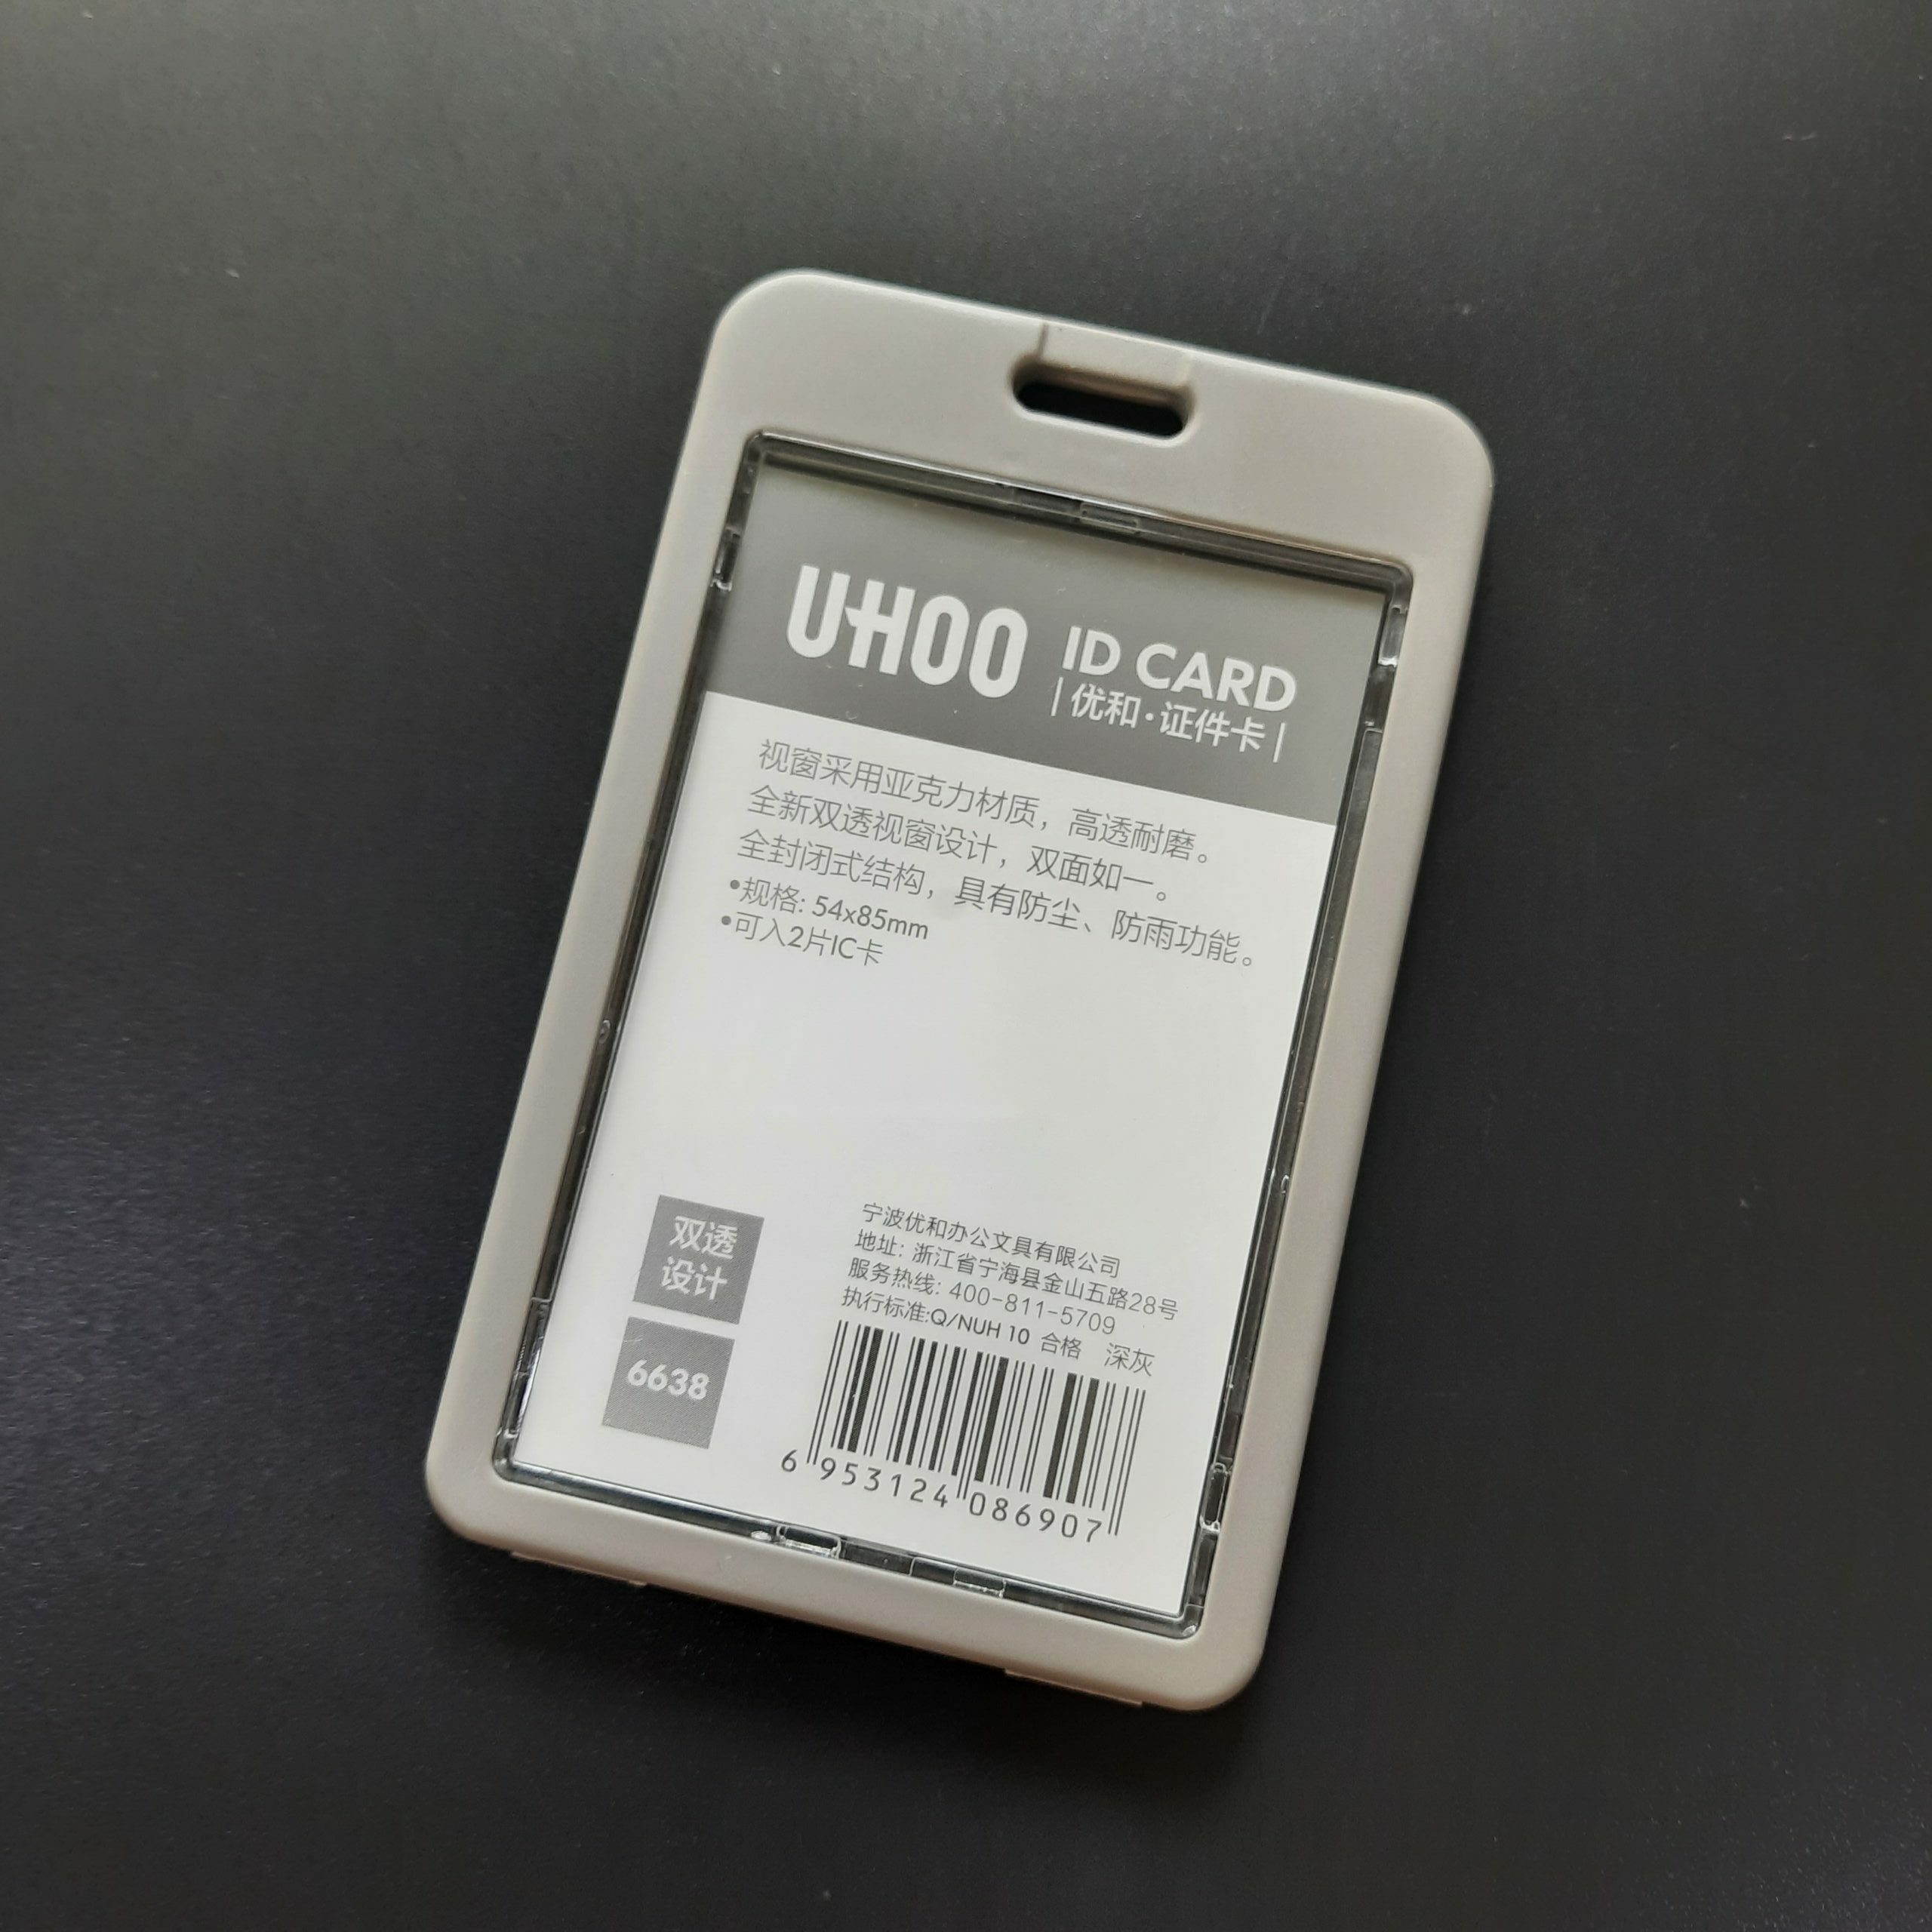 UHOO
ID CARD
|优和·证件卡|
视窗采用亚克力材质，高透耐磨。
全新双透视窗设计，双面如一。
全封闭式结构，具有防尘、防雨功能。
•规格: 54x85mm
•可入2片IC卡
双透
设计
6638
宁波优和办公文具有限公司
地址: 浙江省宁海县金山五路28号
服务热线: 400-811-5709
执行标准:Q/NUH 10 合格 深灰
6 953124 086907